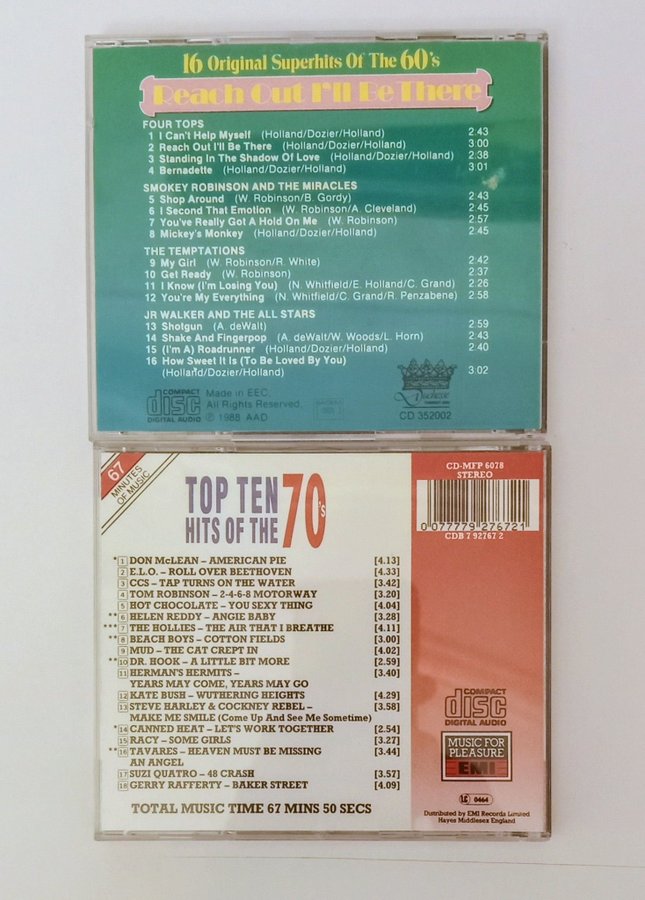 16 Original Superhits Of The 60's
Reach Out I'll Be There
FOUR TOPS
1 I Can't Help Myself (Holland/Dozier/Holland) 2:43
2 Reach Out I'll Be There (Holland/Dozier/Holland) 3:00
3 Standing In The Shadow Of Love (Holland/Dozier/Holland) 2:38
4 Bernadette (Holland/Dozier/Holland) 3:01
SMOKEY ROBINSON AND THE MIRACLES
5 Shop Around (W. Robinson/B. Gordy) 2:43
6 I Second That Emotion (W. Robinson/A. Cleveland) 2:45
7 You've Really Got A Hold On Me (W. Robinson) 2:57
8 Mickey's Monkey (Holland/Dozier/Holland) 2:45
THE TEMPTATIONS
9 My Girl (W. Robinson/R. White) 2:42
10 Get Ready (W. Robinson) 2:37
11 I Know (I'm Losing You) (N. Whitfield/E. Holland/C. Grand) 2:26
12 You're My Everything (N. Whitfield/C. Grand/R. Penzabene) 2:58
JR WALKER AND THE ALL STARS
13 Shotgun (A. deWalt) 2:59
14 Shake And Fingerpop (A. deWalt/W. Woods/L. Horn) 2:43
15 (I'm A) Roadrunner (Holland/Dozier/Holland) 2:40
16 How Sweet It Is (To Be Loved By You)
(Holland/Dozier/Holland) 3:02
COMPACT
disc
DIGITAL AUDIO
Made in EEC.
All Rights Reserved.
℗ 1988 AAD
Duchesse
CD 352002
67
MINUTES
OF MUSIC
TOP TEN
HITS OF THE
70's
CD-MFP 6078
STEREO
0 077779 276721
CDB 7 92767 2
* 1 DON McLEAN – AMERICAN PIE [4.13]
2 E.L.O. – ROLL OVER BEETHOVEN [4.33]
3 CCS – TAP TURNS ON THE WATER [3.42]
4 TOM ROBINSON – 2-4-6-8 MOTORWAY [3.20]
5 HOT CHOCOLATE – YOU SEXY THING [4.04]
** 6 HELEN REDDY – ANGIE BABY [3.28]
*** 7 THE HOLLIES – THE AIR THAT I BREATHE [4.11]
** 8 BEACH BOYS – COTTON FIELDS [3.00]
9 MUD – THE CAT CREPT IN [4.02]
** 10 DR. HOOK – A LITTLE BIT MORE [2.59]
11 HERMAN'S HERMITS – [3.40]
YEARS MAY COME, YEARS MAY GO
12 KATE BUSH – WUTHERING HEIGHTS [4.29]
13 STEVE HARLEY & COCKNEY REBEL – [3.58]
MAKE ME SMILE (Come Up And See Me Sometime)
* 14 CANNED HEAT – LET'S WORK TOGETHER [2.54]
15 RACY – SOME GIRLS [3.27]
** 16 TAVARES – HEAVEN MUST BE MISSING [3.44]
AN ANGEL
17 SUZI QUATRO – 48 CRASH [3.57]
18 GERRY RAFFERTY – BAKER STREET [4.09]
TOTAL MUSIC TIME 67 MINS 50 SECS
COMPACT
disc
DIGITAL AUDIO
MUSIC FOR
PLEASURE
EMI
LC 0464
Distributed by EMI Records Limited
Hayes Middlesex England